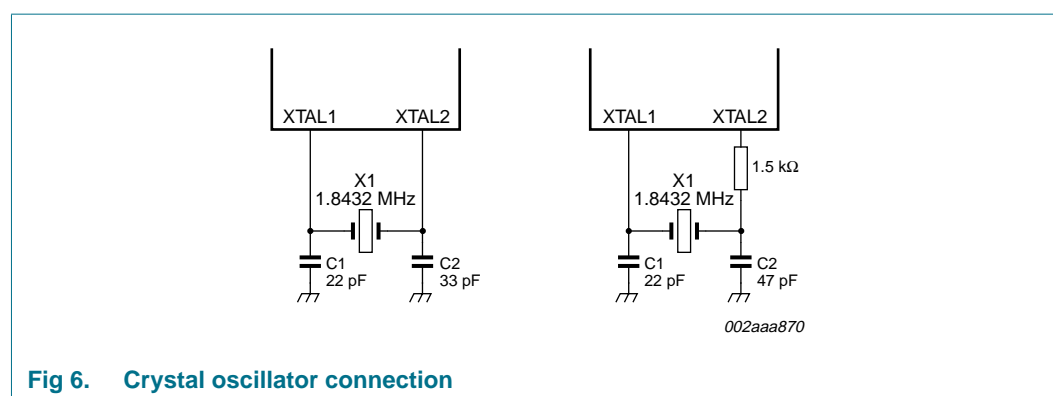 XTAL1 XTAL2
X1
1.8432 MHz
C1
22 pF
C2
33 pF
XTAL1 XTAL2
1.5 kΩ
X1
1.8432 MHz
C1
22 pF
C2
47 pF
002aaa870
Fig 6. Crystal oscillator connection